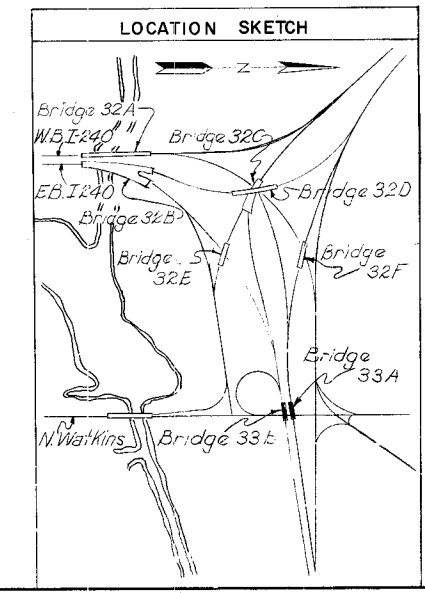 LOCATION SKETCH
Z
Bridge 32A
W.B.I-240
Bridge 32C
E.B.I-240
Bridge 32D
Bridge 32B
Bridge
32E
Bridge
32F
Bridge
33A
N.Watkins
Bridge 33b